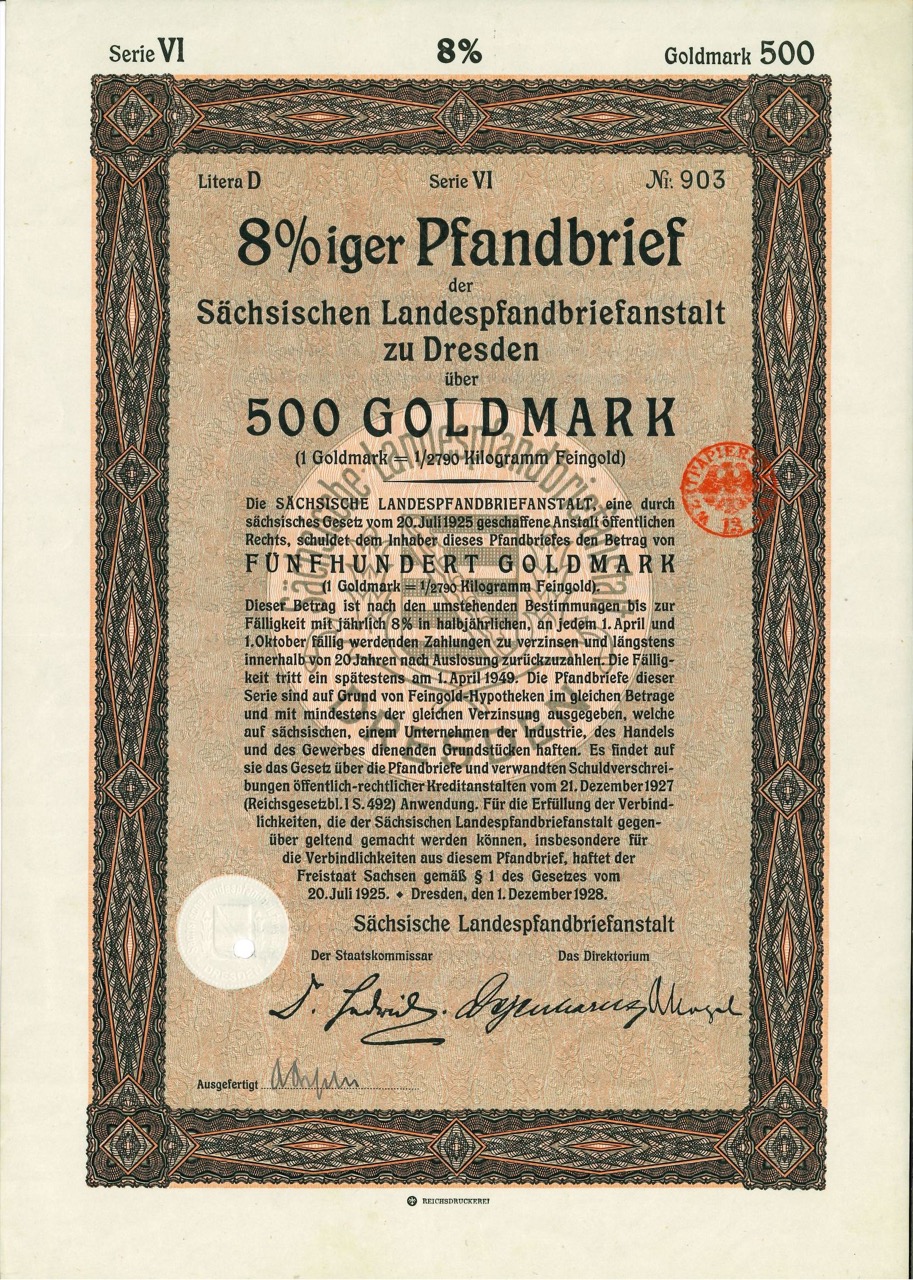 Serie VI 8% Goldmark 500
Litera D Serie VI Nr. 903
8%iger Pfandbrief
der
Sächsischen Landespfandbriefanstalt
zu Dresden
über
500 GOLDMARK
(1 Goldmark = 1/2790 Kilogramm Feingold)
Die SÄCHSISCHE LANDESPFANDBRIEFANSTALT, eine durch
sächsisches Gesetz vom 20. Juli 1925 geschaffene Anstalt öffentlichen
Rechts, schuldet dem Inhaber dieses Pfandbriefes den Betrag von
FÜNFHUNDERT GOLDMARK
(1 Goldmark = 1/2790 Kilogramm Feingold).
Dieser Betrag ist nach den umstehenden Bestimmungen bis zur
Fälligkeit mit jährlich 8% in halbjährlichen, an jedem 1. April und
1. Oktober fällig werdenden Zahlungen zu verzinsen und längstens
innerhalb von 20 Jahren nach Auslosung zurückzuzahlen. Die Fällig-
keit tritt ein spätestens am 1. April 1949. Die Pfandbriefe dieser
Serie sind auf Grund von Feingold-Hypotheken im gleichen Betrage
und mit mindestens der gleichen Verzinsung ausgegeben, welche
auf sächsischen, einem Unternehmen der Industrie, des Handels
und des Gewerbes dienenden Grundstücken haften. Es findet auf
sie das Gesetz über die Pfandbriefe und verwandten Schuldverschrei-
bungen öffentlich-rechtlicher Kreditanstalten vom 21. Dezember 1927
(Reichsgesetzbl. I S. 492) Anwendung. Für die Erfüllung der Verbind-
lichkeiten, die der Sächsischen Landespfandbriefanstalt gegen-
über geltend gemacht werden können, insbesondere für
die Verbindlichkeiten aus diesem Pfandbrief, haftet der
Freistaat Sachsen gemäß § 1 des Gesetzes vom
20. Juli 1925. ⬥ Dresden, den 1. Dezember 1928.
Sächsische Landespfandbriefanstalt
Der Staatskommissar Das Direktorium
Ausgefertigt
REICHSDRUCKEREI